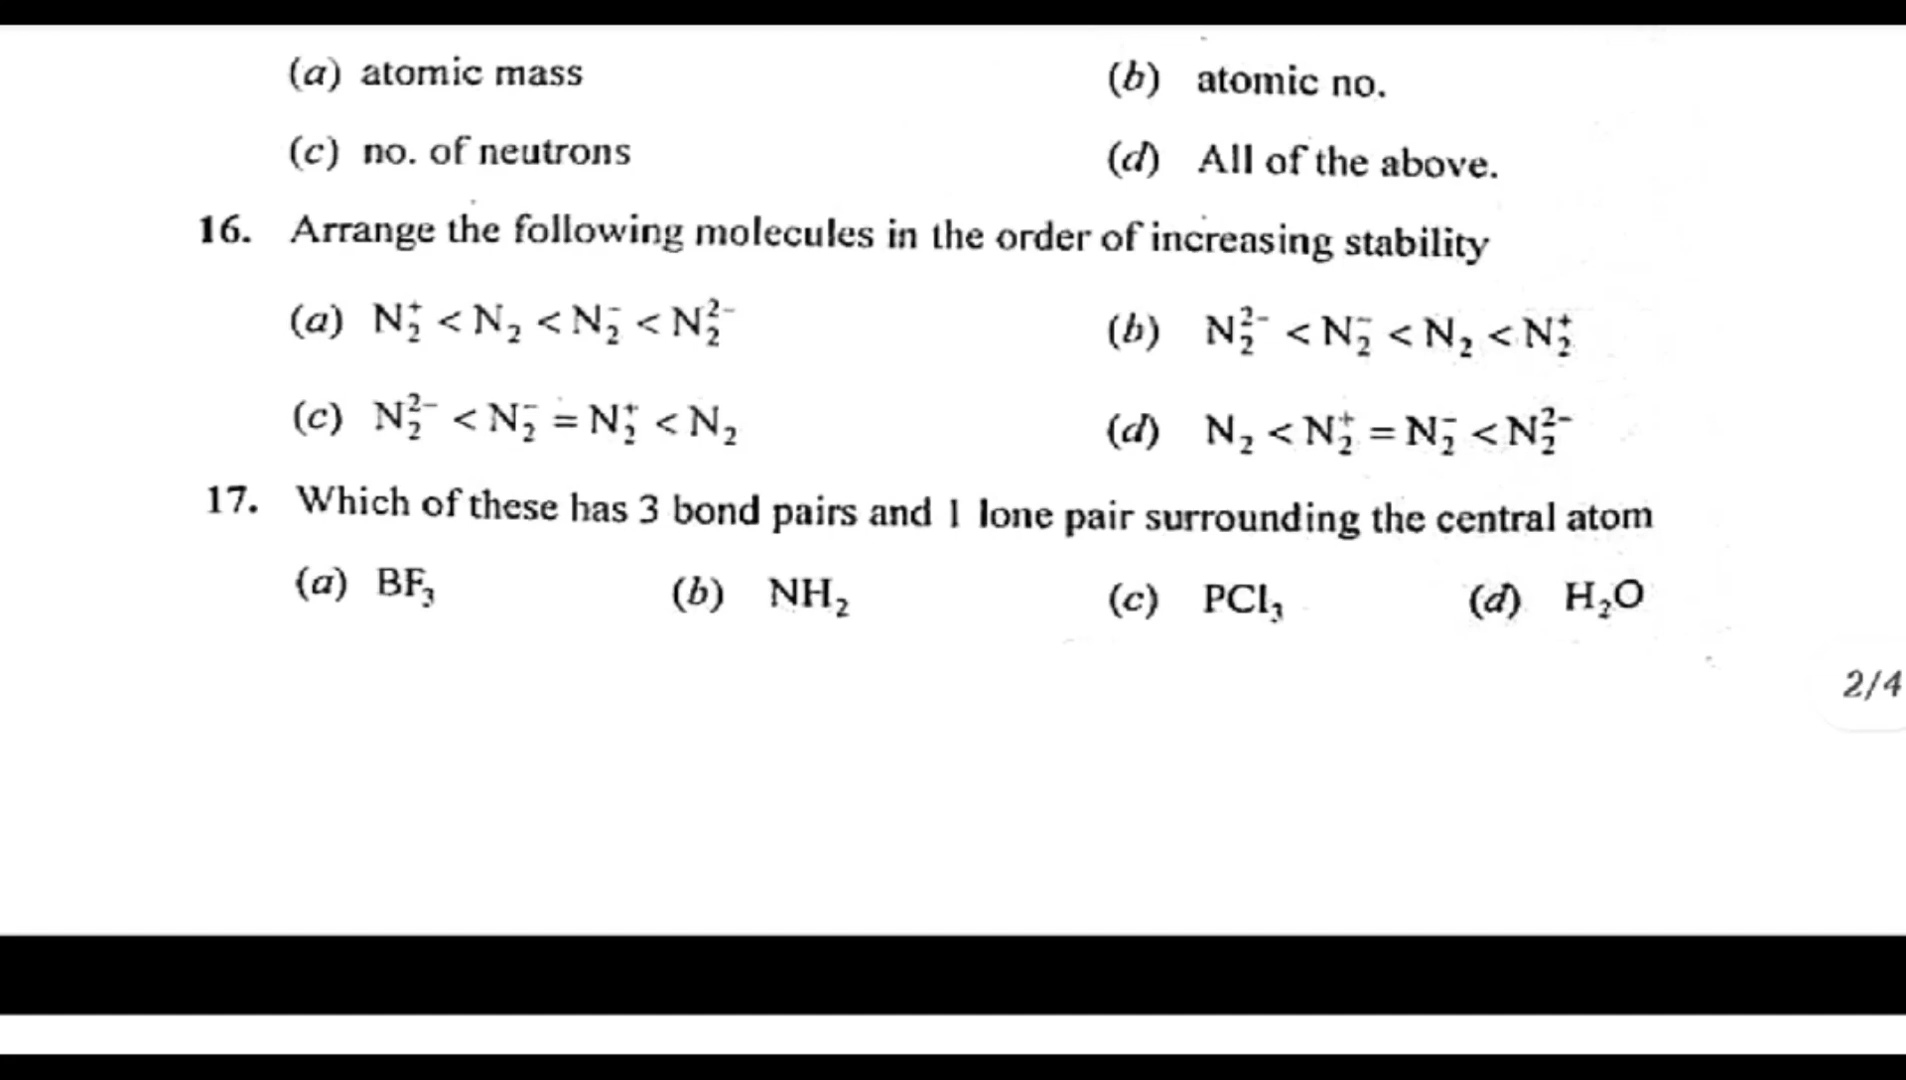 (a) atomic mass (b) atomic no.
(c) no. of neutrons (d) All of the above.
16. Arrange the following molecules in the order of increasing stability
(a) N₂⁺ < N₂ < N₂⁻ < N₂²⁻ (b) N₂²⁻ < N₂⁻ < N₂ < N₂⁺
(c) N₂²⁻ < N₂⁻ = N₂⁺ < N₂ (d) N₂ < N₂⁺ = N₂⁻ < N₂²⁻
17. Which of these has 3 bond pairs and 1 lone pair surrounding the central atom
(a) BF₃ (b) NH₂ (c) PCl₃ (d) H₂O
2/4